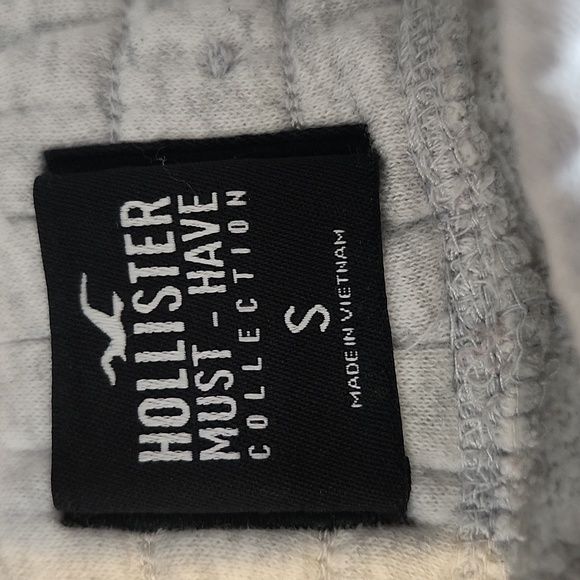 HOLLISTER
MUST-HAVE
COLLECTION
S
MADE IN VIETNAM